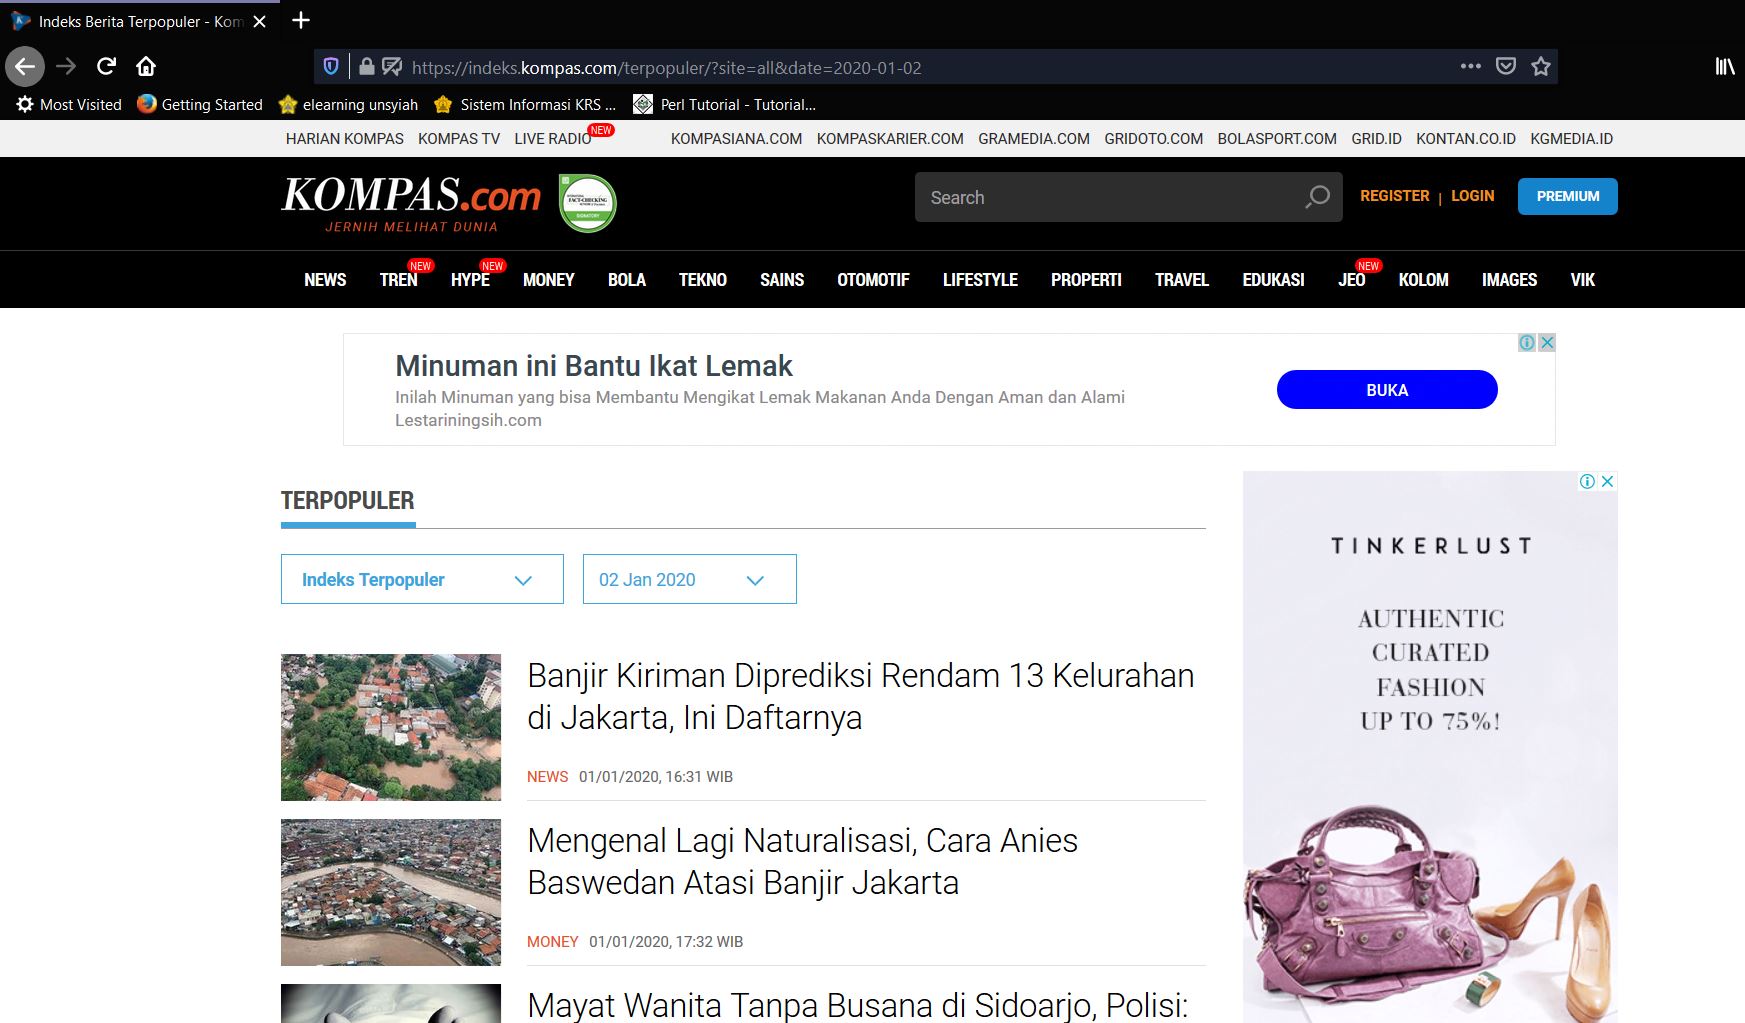 Indeks Berita Terpopuler - Kom
https://indeks.kompas.com/terpopuler/?site=all&date=2020-01-02
Most Visited Getting Started elearning unsyiah Sistem Informasi KRS ... Perl Tutorial - Tutorial...
HARIAN KOMPAS KOMPAS TV LIVE RADIO NEW KOMPASIANA.COM KOMPASKARIER.COM GRAMEDIA.COM GRIDOTO.COM BOLASPORT.COM GRID.ID KONTAN.CO.ID KGMEDIA.ID
KOMPAS.com
JERNIH MELIHAT DUNIA
FACT-CHECKING
SIGNATORY
Search
REGISTER | LOGIN PREMIUM
NEWS TREN NEW HYPE NEW MONEY BOLA TEKNO SAINS OTOMOTIF LIFESTYLE PROPERTI TRAVEL EDUKASI JEO NEW KOLOM IMAGES VIK
Minuman ini Bantu Ikat Lemak
Inilah Minuman yang bisa Membantu Mengikat Lemak Makanan Anda Dengan Aman dan Alami
Lestariningsih.com
BUKA
TERPOPULER
Indeks Terpopuler 02 Jan 2020
Banjir Kiriman Diprediksi Rendam 13 Kelurahan
di Jakarta, Ini Daftarnya
NEWS 01/01/2020, 16:31 WIB
Mengenal Lagi Naturalisasi, Cara Anies
Baswedan Atasi Banjir Jakarta
MONEY 01/01/2020, 17:32 WIB
Mayat Wanita Tanpa Busana di Sidoarjo, Polisi:
TINKERLUST
AUTHENTIC
CURATED
FASHION
UP TO 75%!